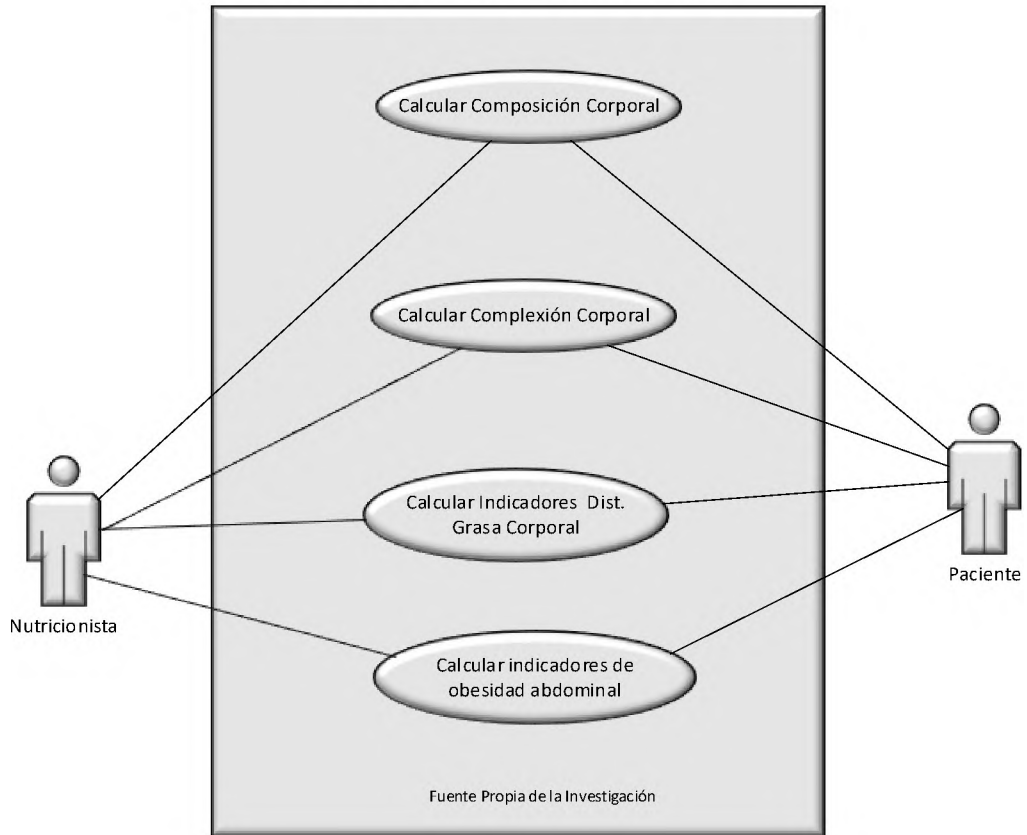 Calcular Composición Corporal
Calcular Complexión Corporal
Calcular Indicadores Dist.
Grasa Corporal
Paciente
Nutricionista
Calcular indicadores de
obesidad abdominal
Fuente Propia de la Investigación